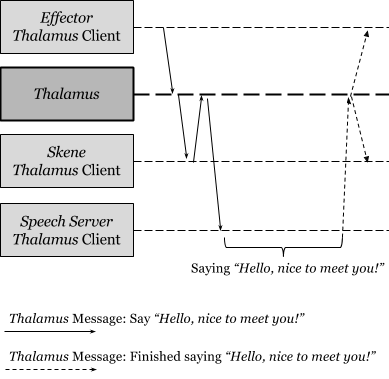 Effector
Thalamus Client
Thalamus
Skene
Thalamus Client
Speech Server
Thalamus Client
Saying “Hello, nice to meet you!”
Thalamus Message: Say “Hello, nice to meet you!”
Thalamus Message: Finished saying “Hello, nice to meet you!”